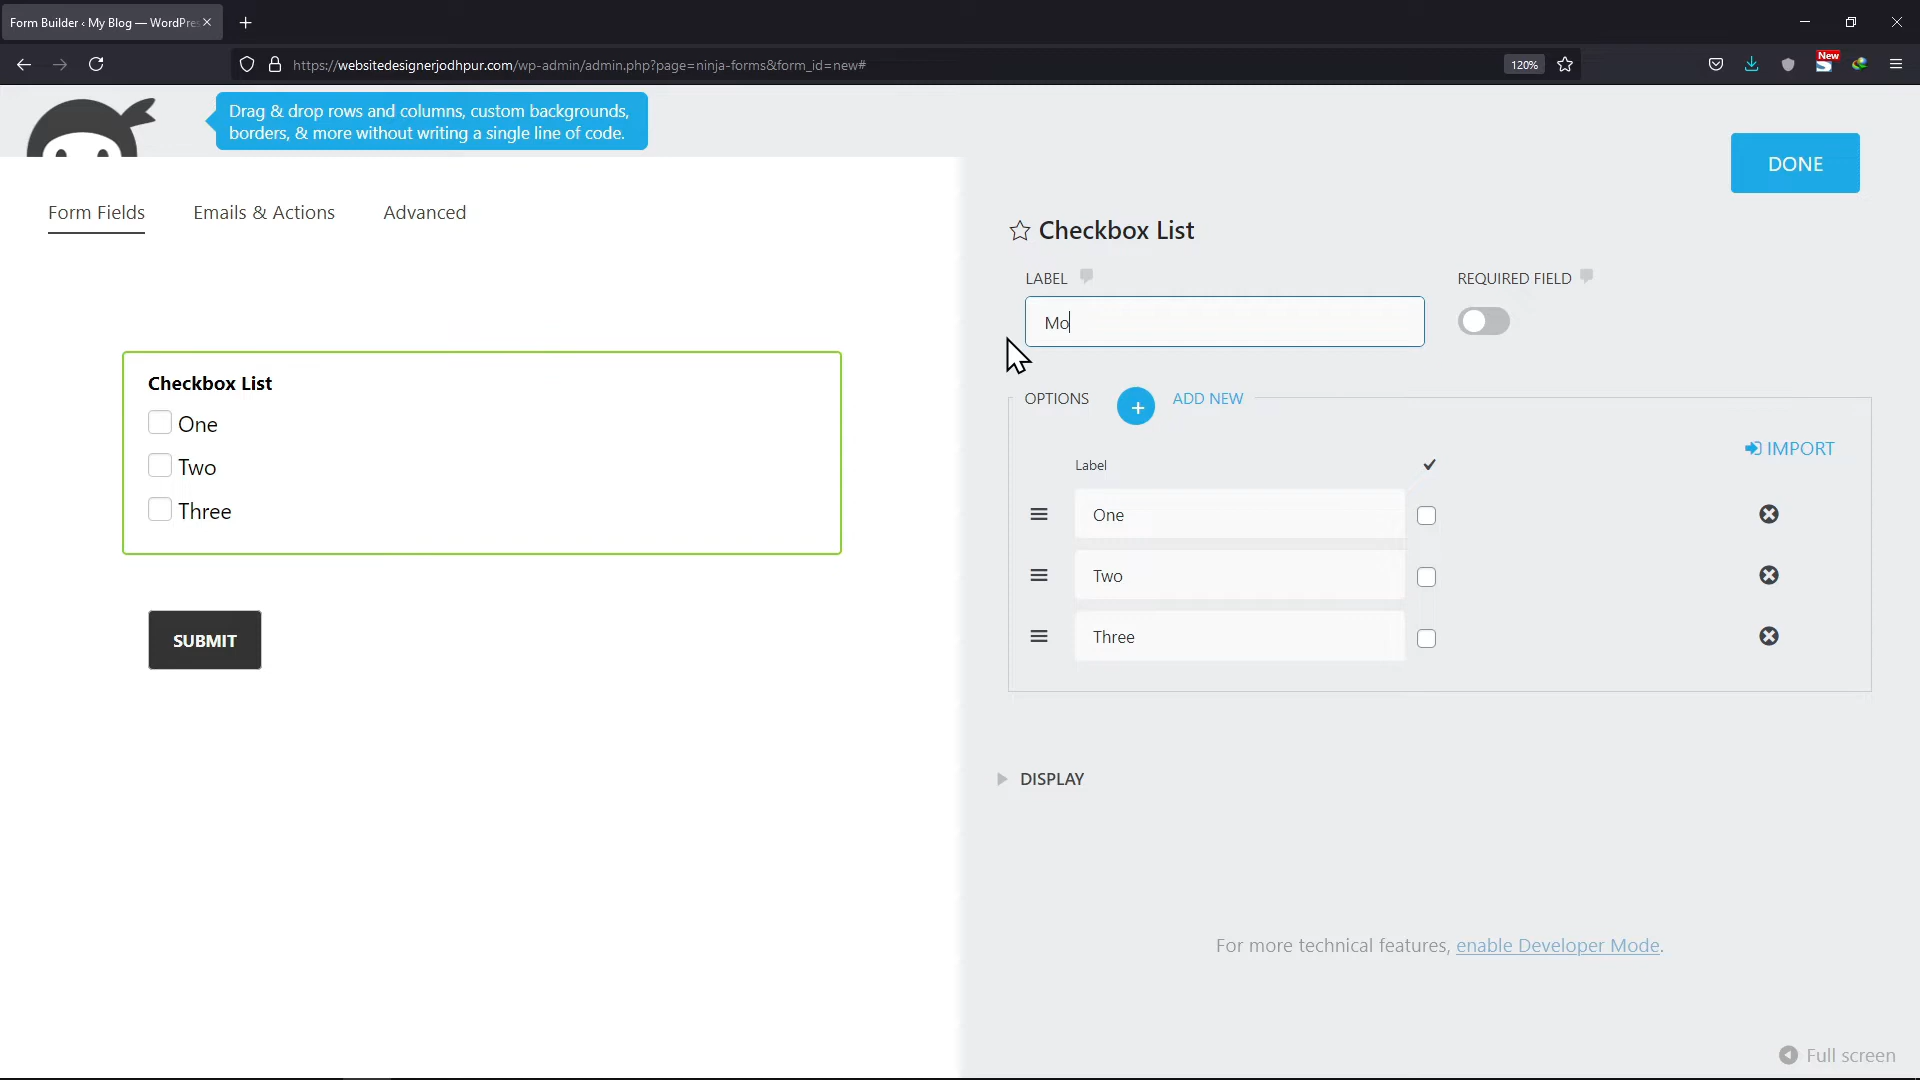 Form Builder ‹ My Blog — WordPres
https://websitedesignerjodhpur.com/wp-admin/admin.php?page=ninja-forms&form_id=new#
120%
New
Drag & drop rows and columns, custom backgrounds,
borders, & more without writing a single line of code.
DONE
Form Fields
Emails & Actions
Advanced
Checkbox List
LABEL
REQUIRED FIELD
Mo
Checkbox List
One
Two
Three
SUBMIT
OPTIONS
+ ADD NEW
IMPORT
Label
One
Two
Three
DISPLAY
For more technical features, enable Developer Mode.
Full screen